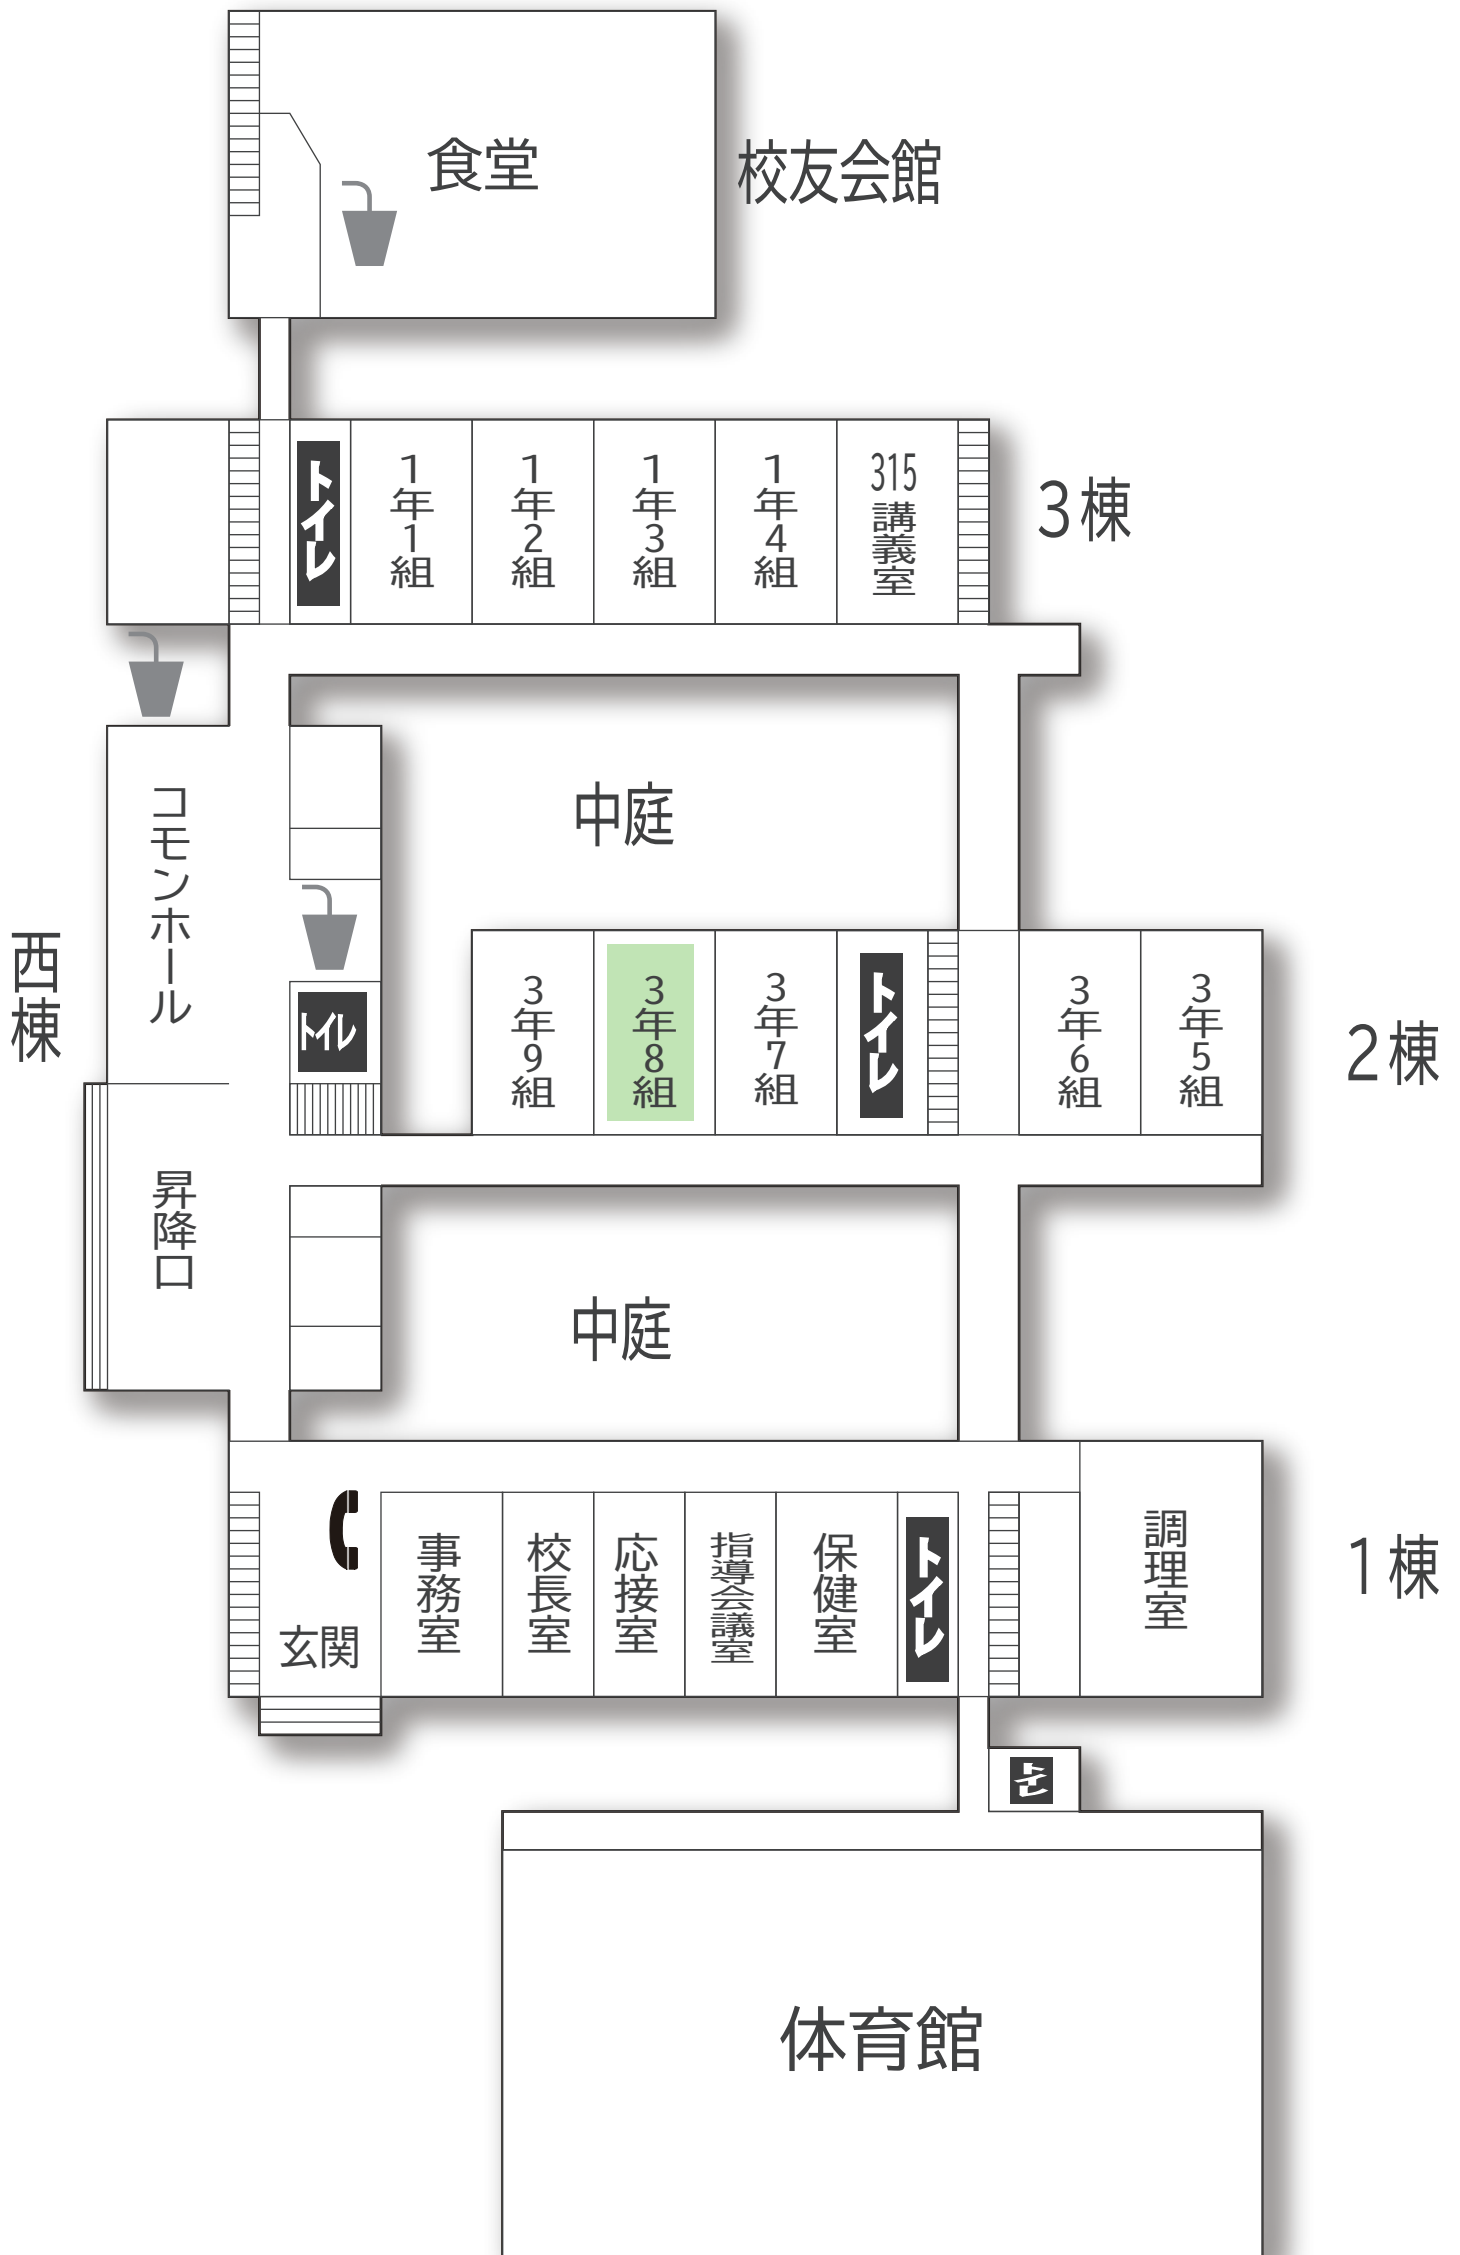 食堂
校友会館
トイレ
1年1組
1年2組
1年3組
1年4組
315
講義室
3棟
コモンホール
中庭
西棟
トイレ
3年9組
3年8組
3年7組
トイレ
3年6組
3年5組
2棟
昇降口
中庭
玄関
事務室
校長室
応接室
指導会議室
保健室
トイレ
調理室
1棟
トイレ
体育館